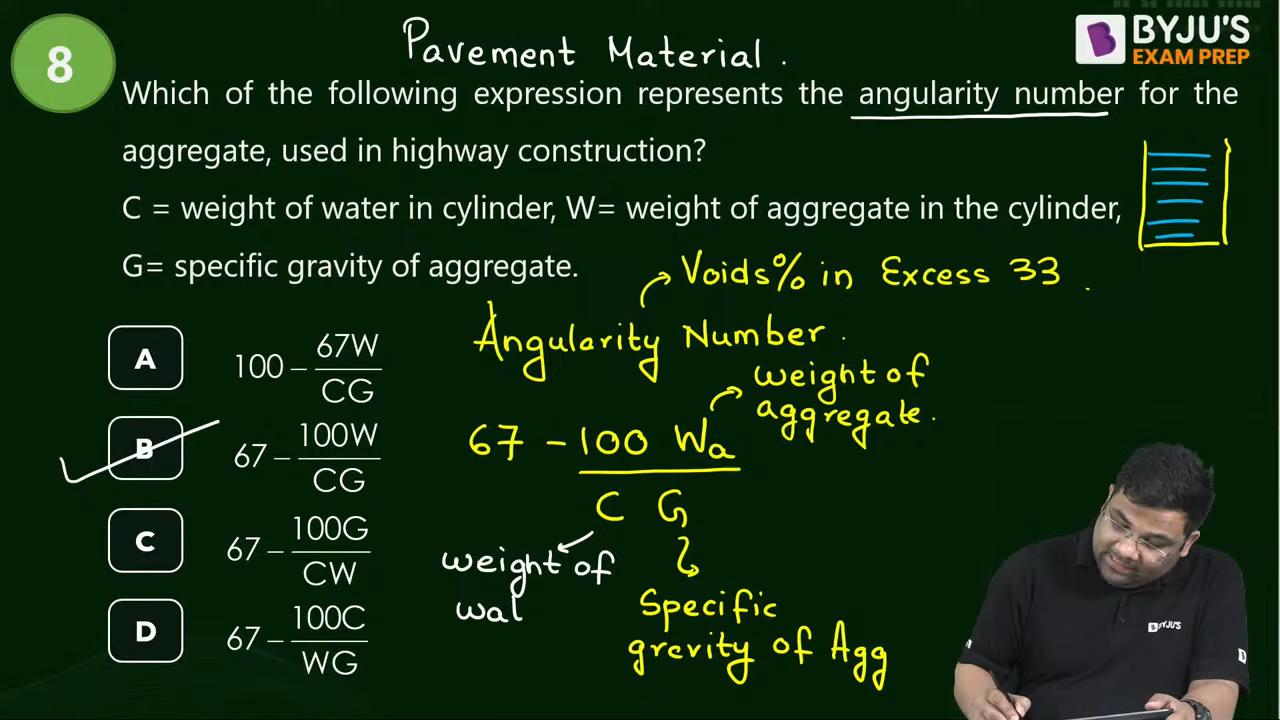 8
Pavement Material.
BYJU'S
EXAM PREP
Which of the following expression represents the angularity number for the
aggregate, used in highway construction?
C = weight of water in cylinder, W= weight of aggregate in the cylinder,
G= specific gravity of aggregate.
Voids% in Excess 33.
Angularity Number.
A 100 – 67W/CG
weight of
aggregate.
B 67 – 100W/CG
67 – 100 Wa
C G
C 67 – 100G/CW
weight of
wat
D 67 – 100C/WG
Specific
grevity of Agg
BYJU'S